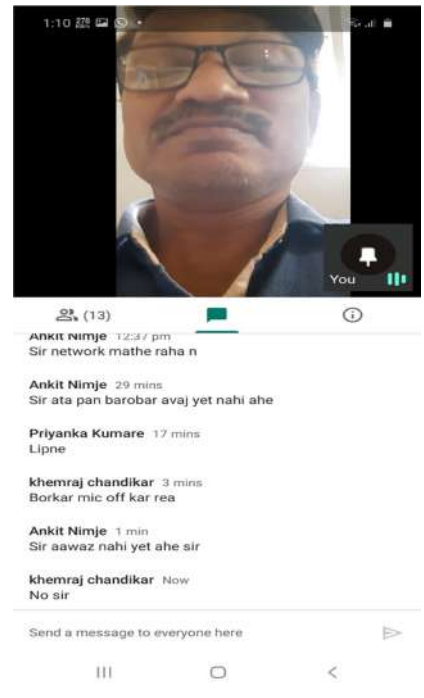 1:10
You
(13)
Ankit Nimje 12:37 pm
Sir network mathe raha n
Ankit Nimje 29 mins
Sir ata pan barobar avaj yet nahi ahe
Priyanka Kumare 17 mins
Lipne
khemraj chandikar 3 mins
Borkar mic off kar rea
Ankit Nimje 1 min
Sir aawaz nahi yet ahe sir
khemraj chandikar Now
No sir
Send a message to everyone here